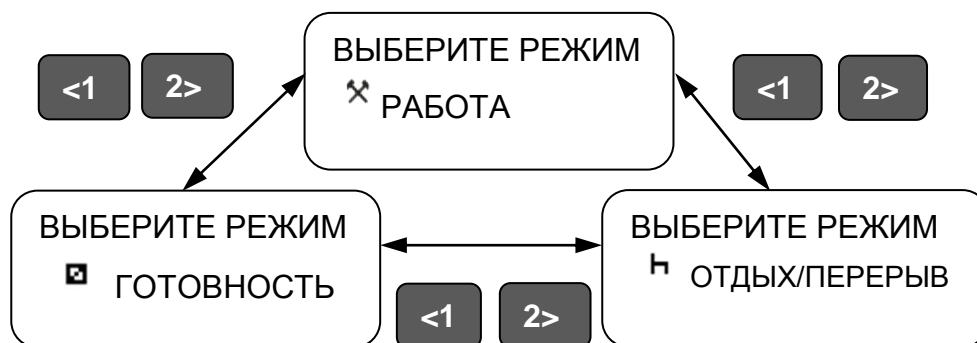 ВЫБЕРИТЕ РЕЖИМ
РАБОТА
<1 2>
<1 2>
ВЫБЕРИТЕ РЕЖИМ
ГОТОВНОСТЬ
ВЫБЕРИТЕ РЕЖИМ
ОТДЫХ/ПЕРЕРЫВ
<1 2>